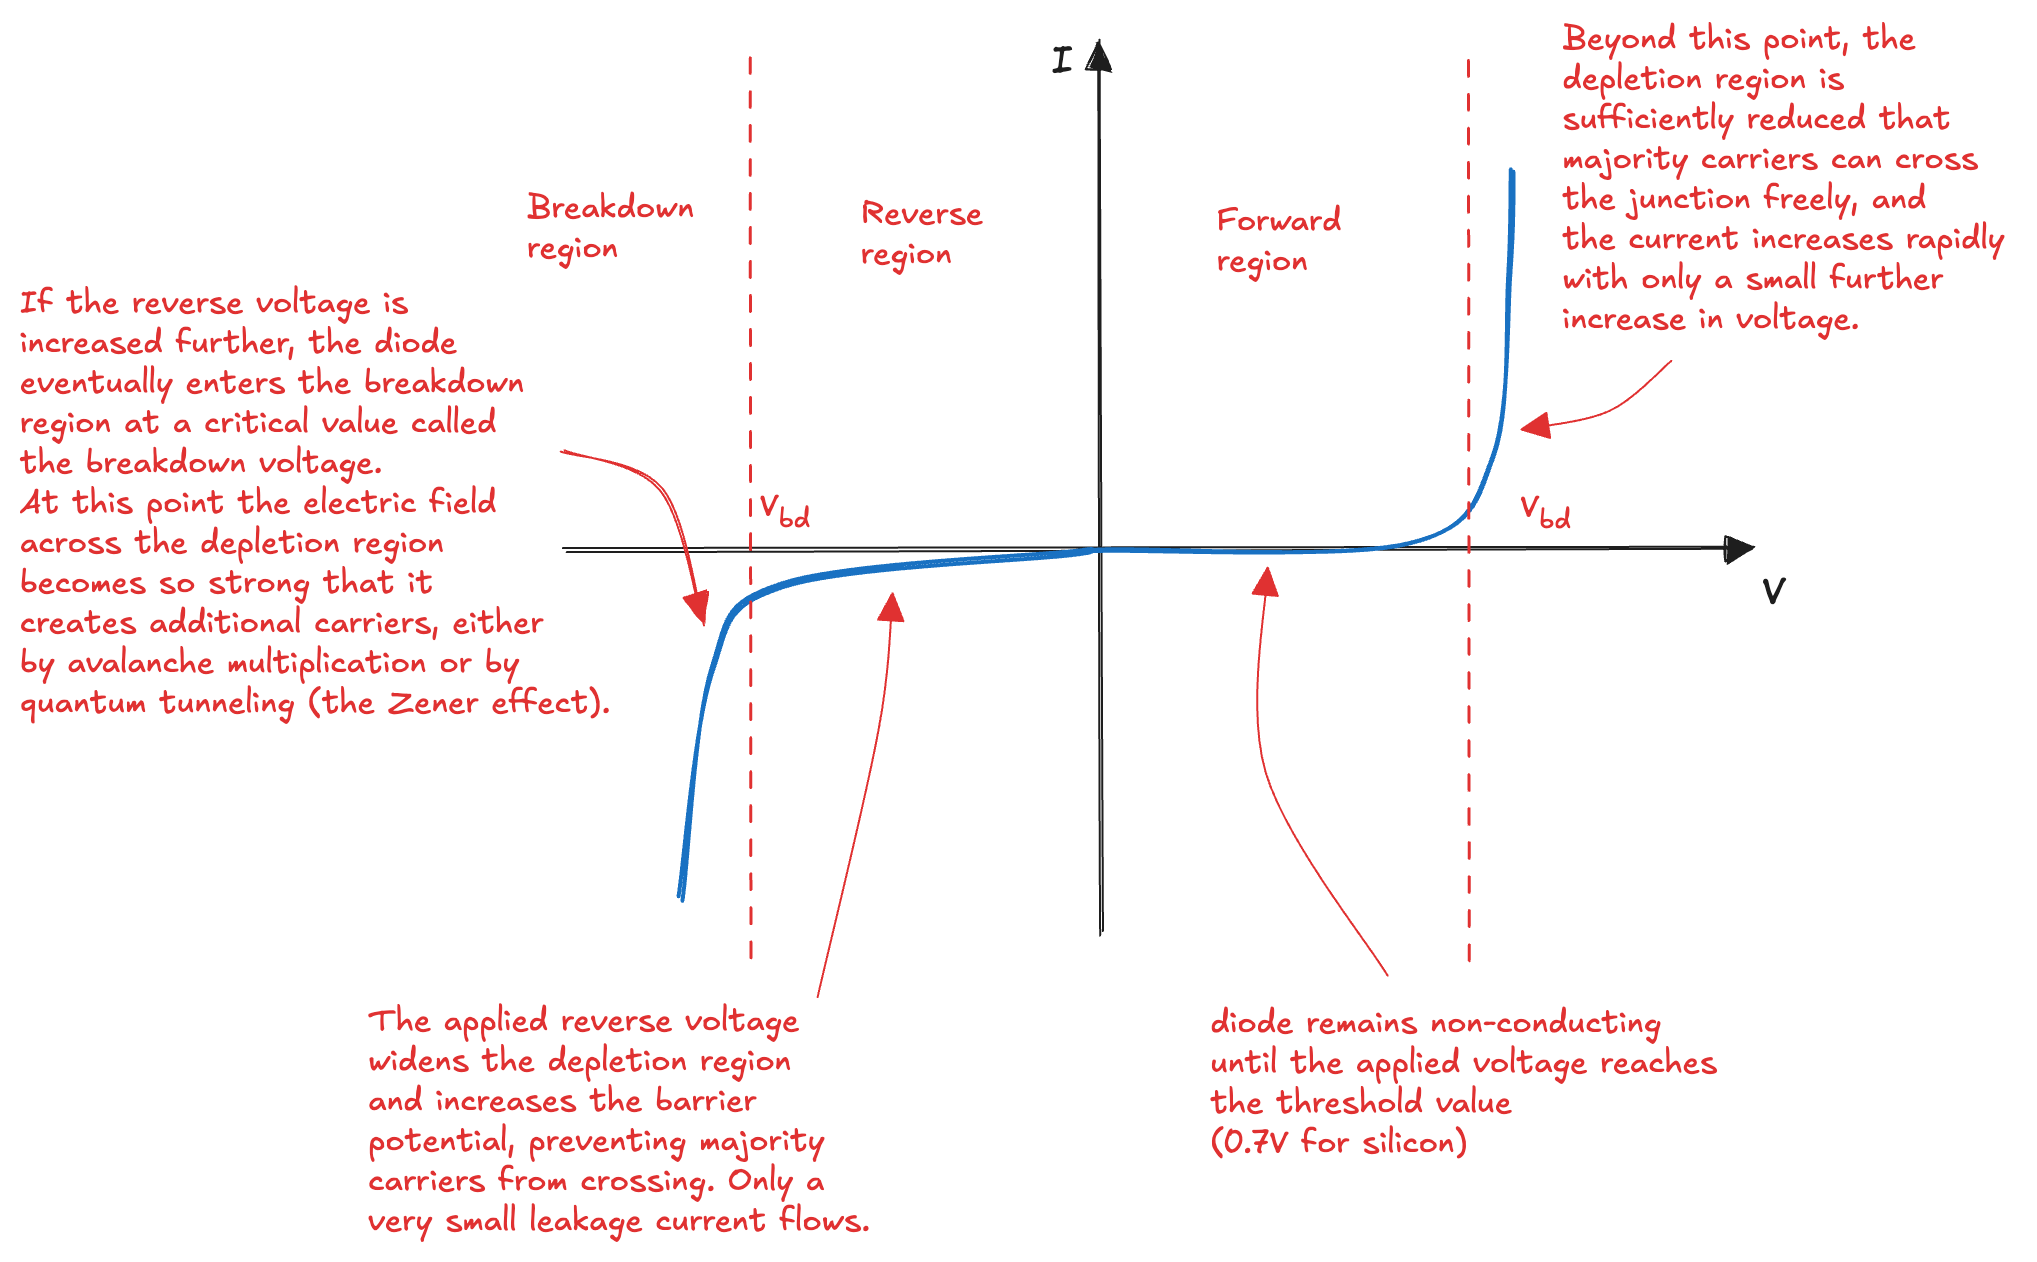 I
Beyond this point, the
depletion region is
sufficiently reduced that
majority carriers can cross
the junction freely, and
the current increases rapidly
with only a small further
increase in voltage.
Breakdown
region
Reverse
region
Forward
region
If the reverse voltage is
increased further, the diode
eventually enters the breakdown
region at a critical value called
the breakdown voltage.
At this point the electric field
across the depletion region
becomes so strong that it
creates additional carriers, either
by avalanche multiplication or by
quantum tunneling (the Zener effect).
Vbd
Vbd
V
The applied reverse voltage
widens the depletion region
and increases the barrier
potential, preventing majority
carriers from crossing. Only a
very small leakage current flows.
diode remains non-conducting
until the applied voltage reaches
the threshold value
(0.7V for silicon)